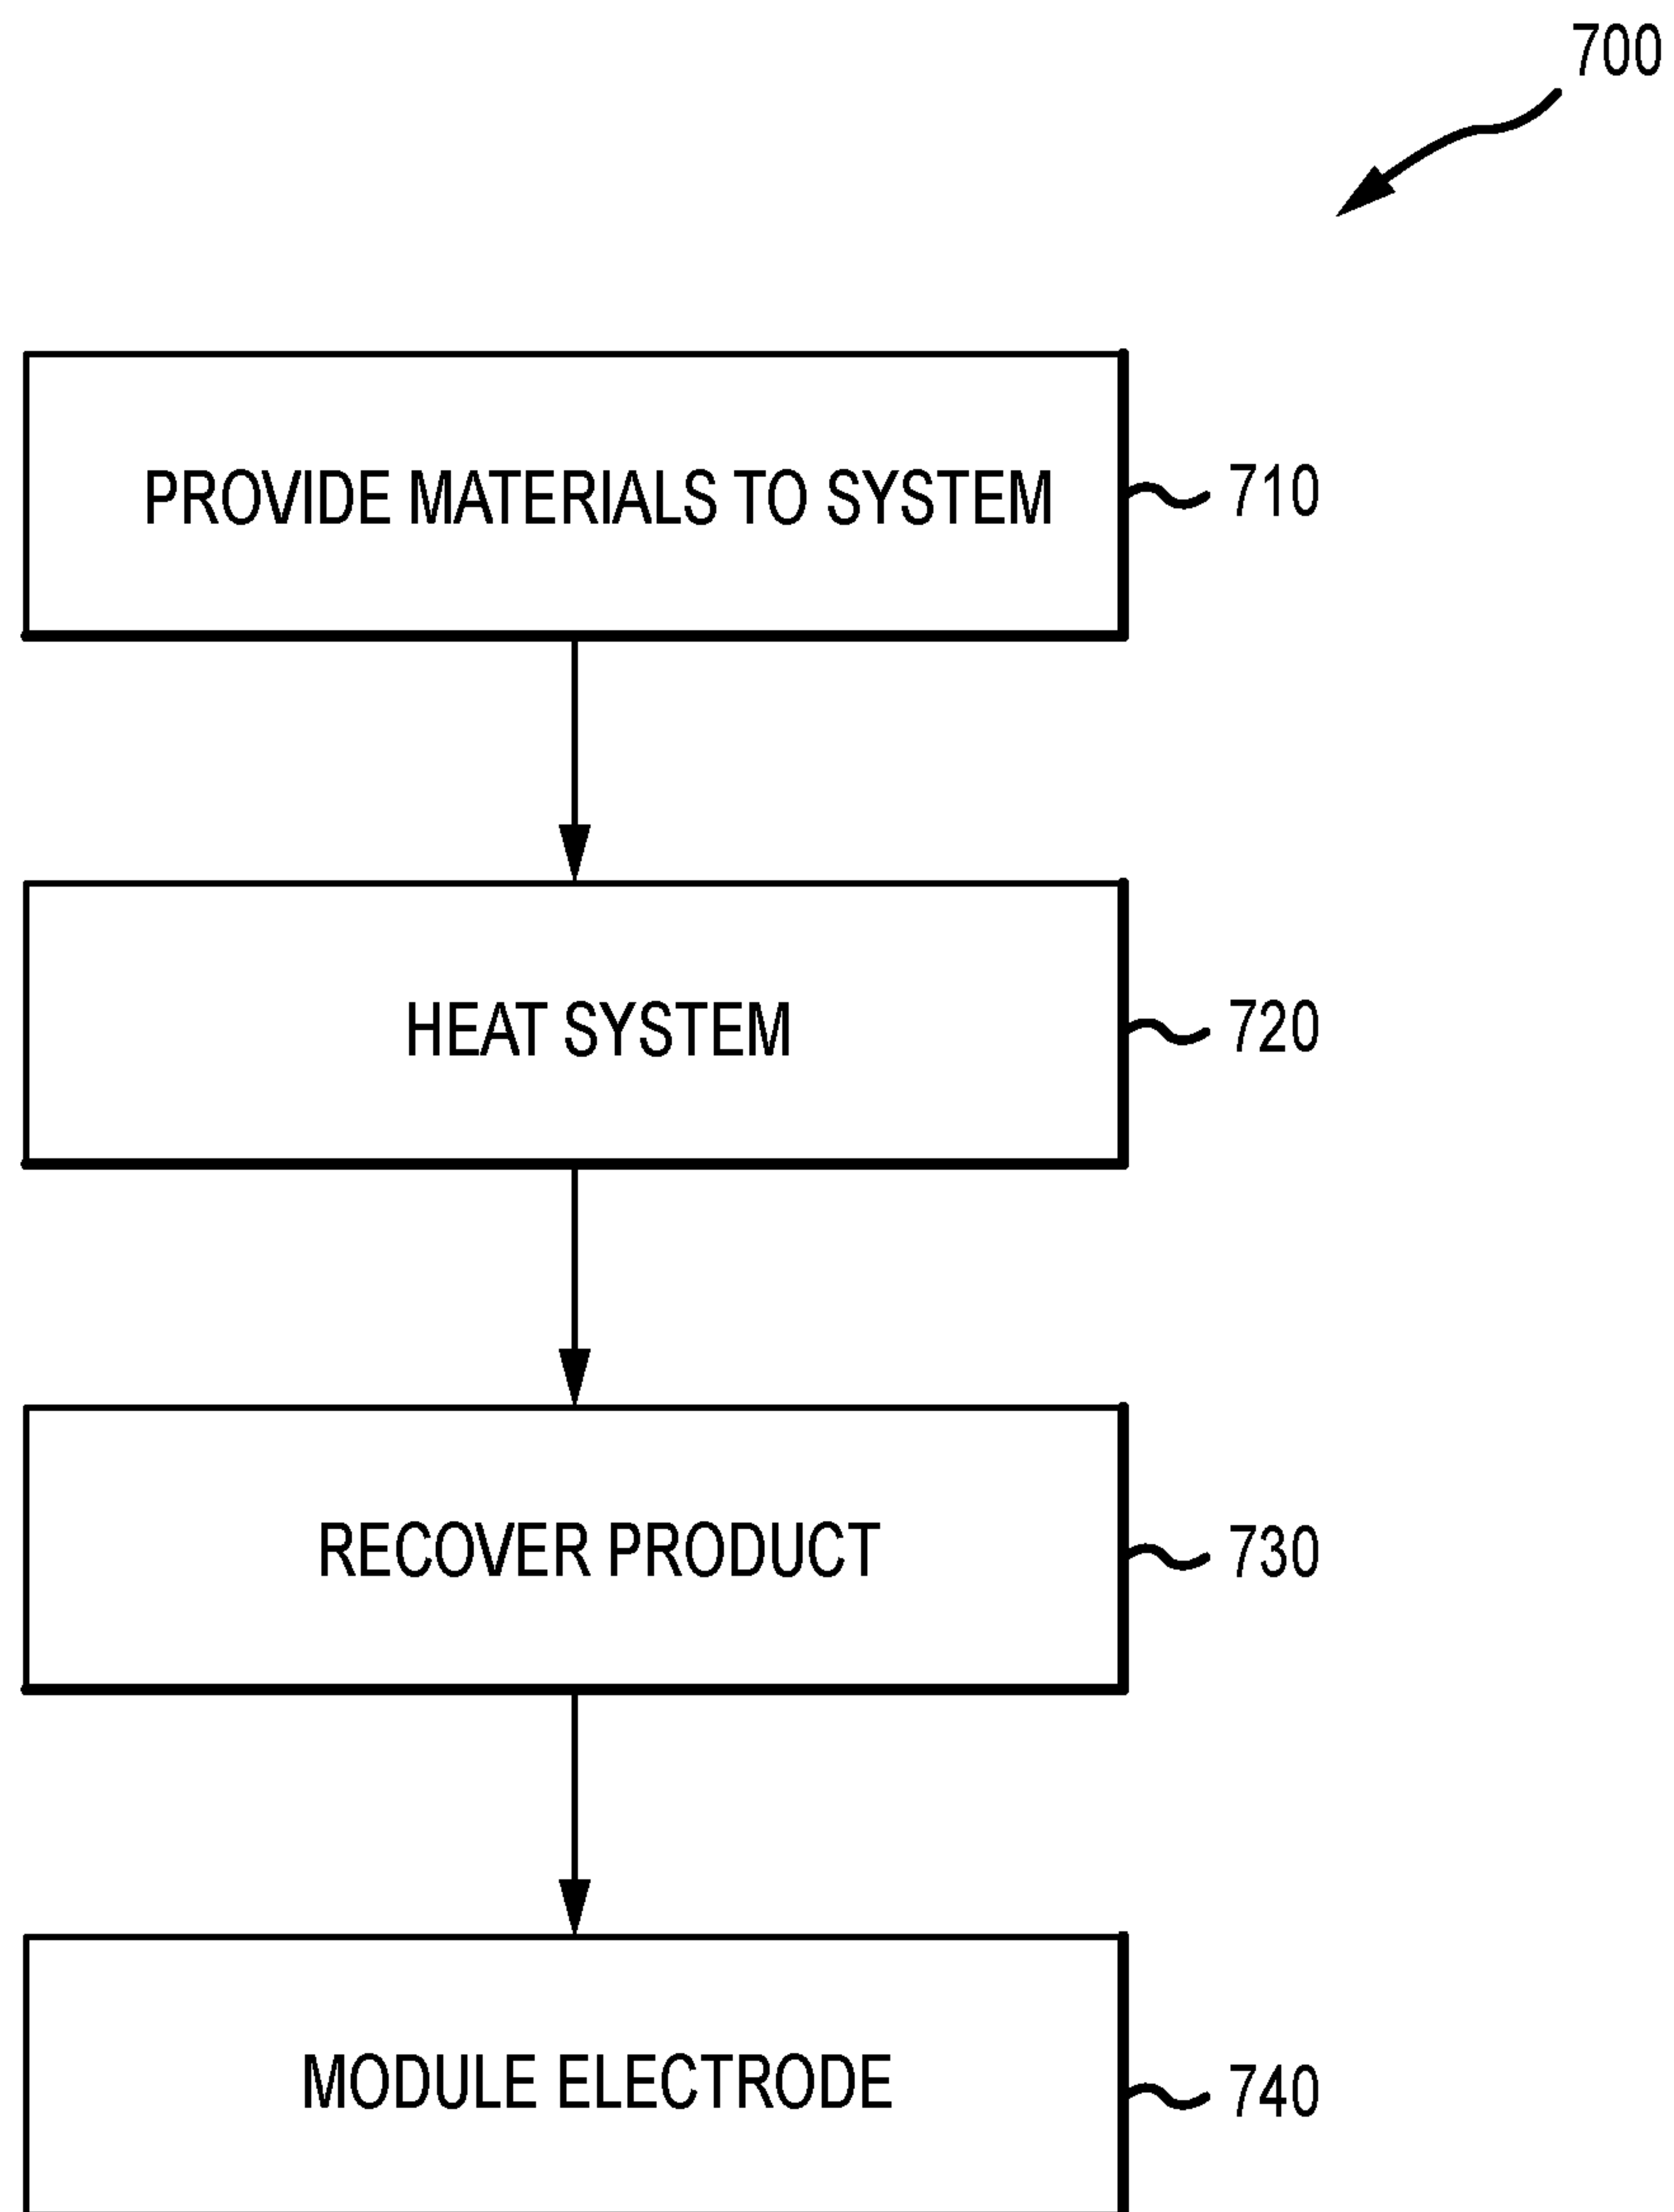 700
PROVIDE MATERIALS TO SYSTEM
710
HEAT SYSTEM
720
RECOVER PRODUCT
730
MODULE ELECTRODE
740